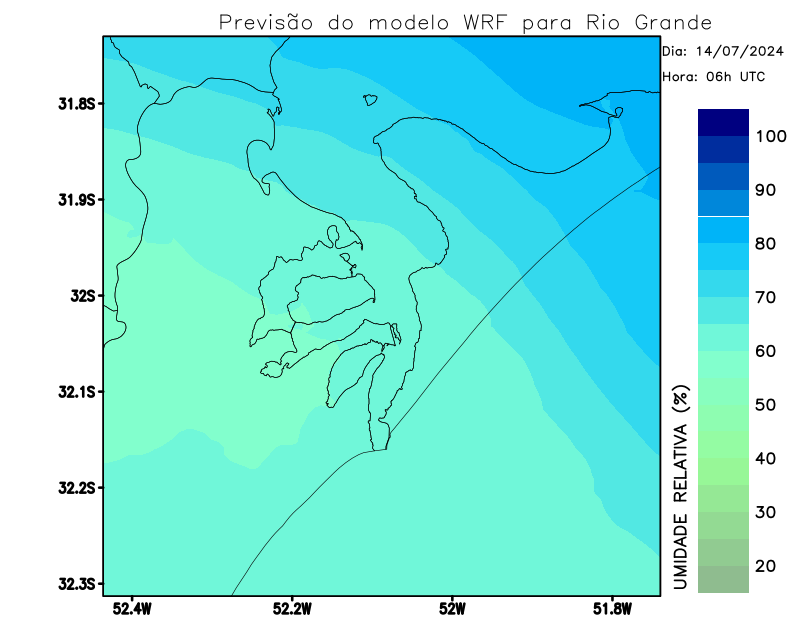 Previsão do modelo WRF para Rio Grande
Dia: 14/07/2024
Hora: 06h UTC
31.8S
31.9S
32S
32.1S
32.2S
32.3S
52.4W
52.2W
52W
51.8W
UMIDADE RELATIVA (%)
100
90
80
70
60
50
40
30
20